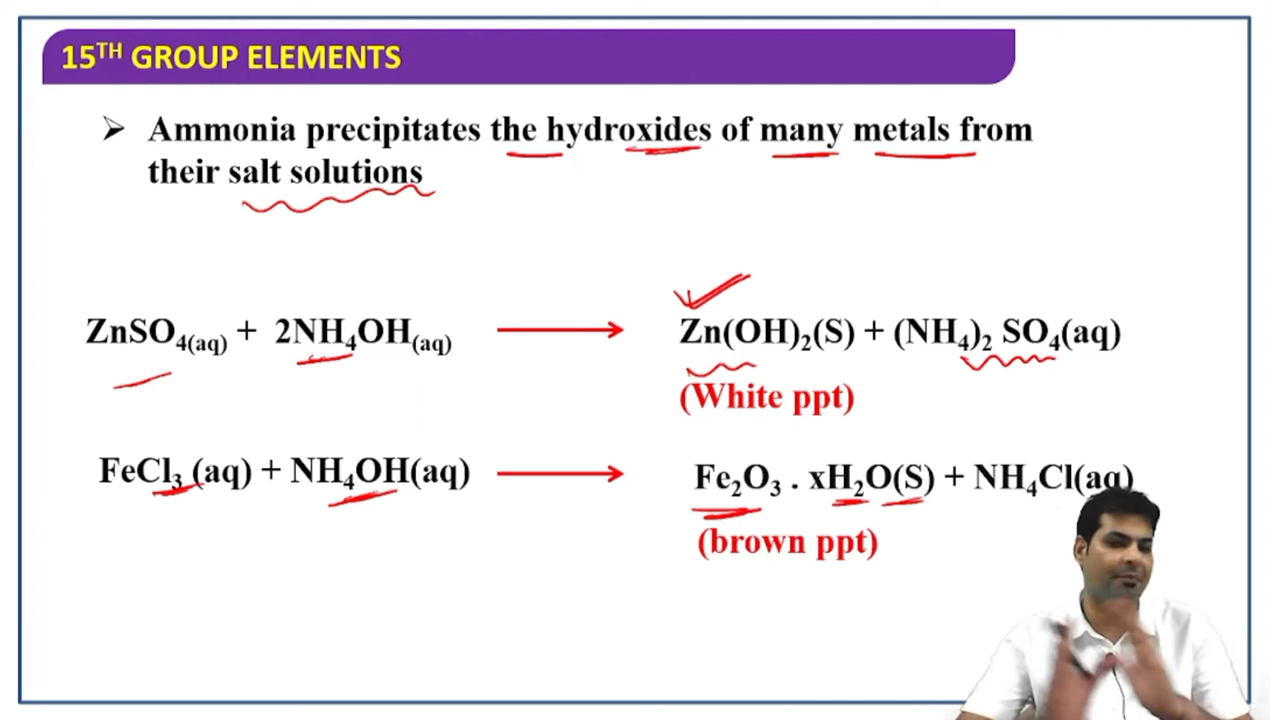 15TH GROUP ELEMENTS
➢ Ammonia precipitates the hydroxides of many metals from
their salt solutions
ZnSO₄(aq) + 2NH₄OH(aq) ⟶ Zn(OH)₂(S) + (NH₄)₂ SO₄(aq)
(White ppt)
FeCl₃ (aq) + NH₄OH(aq) ⟶ Fe₂O₃ . xH₂O(S) + NH₄Cl(aq)
(brown ppt)